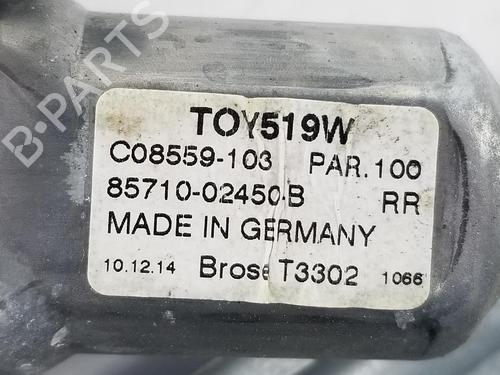 B-PARTS
TOY519W
C08559-103 PAR.100
85710-02450-B RR
MADE IN GERMANY
10.12.14 Brose T3302 1066